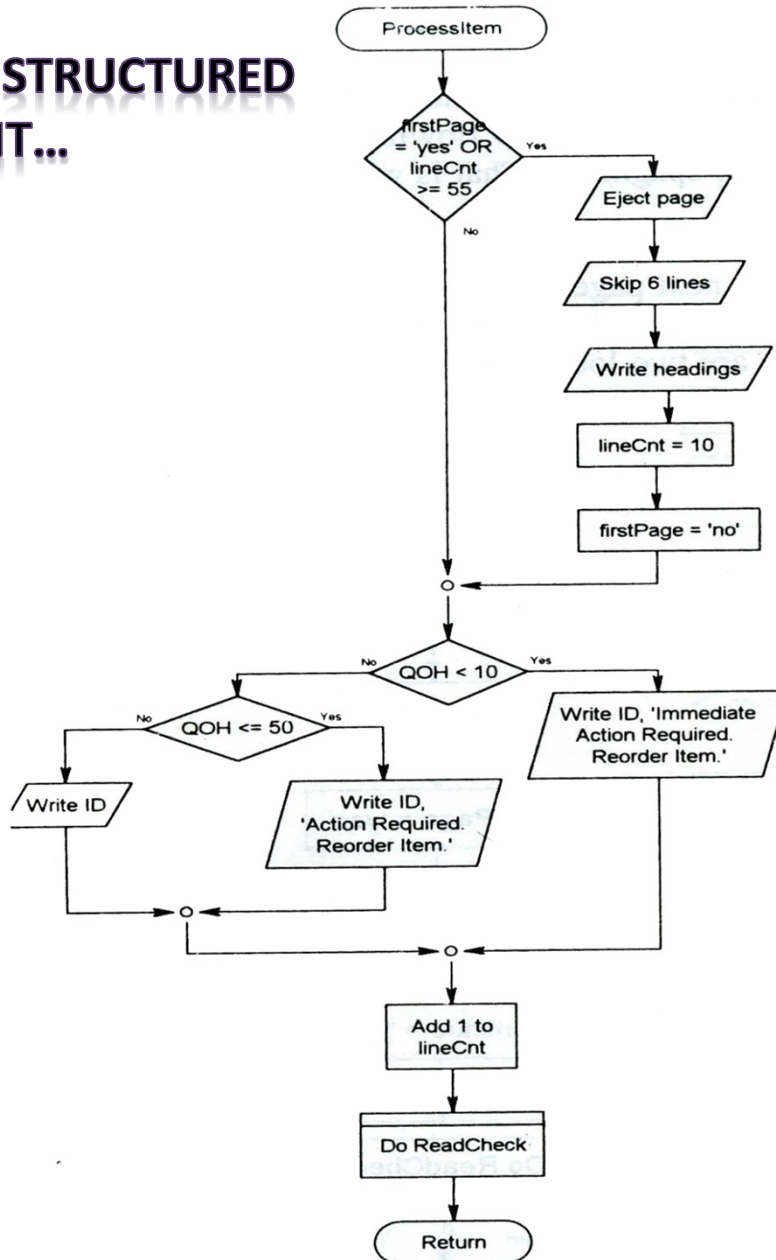 STRUCTURED
IT...
ProcessItem
firstPage
= 'yes' OR
lineCnt
>= 55
Yes
No
Eject page
Skip 6 lines
Write headings
lineCnt = 10
firstPage = 'no'
QOH < 10
No
Yes
QOH <= 50
No
Yes
Write ID, 'Immediate
Action Required.
Reorder Item.'
Write ID
Write ID,
'Action Required.
Reorder Item.'
Add 1 to
lineCnt
Do ReadCheck
Return